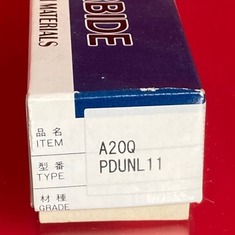 BIDE
MATERIALS
品名
ITEM
A20Q
型番
TYPE
PDUNL11
材種
GRADE